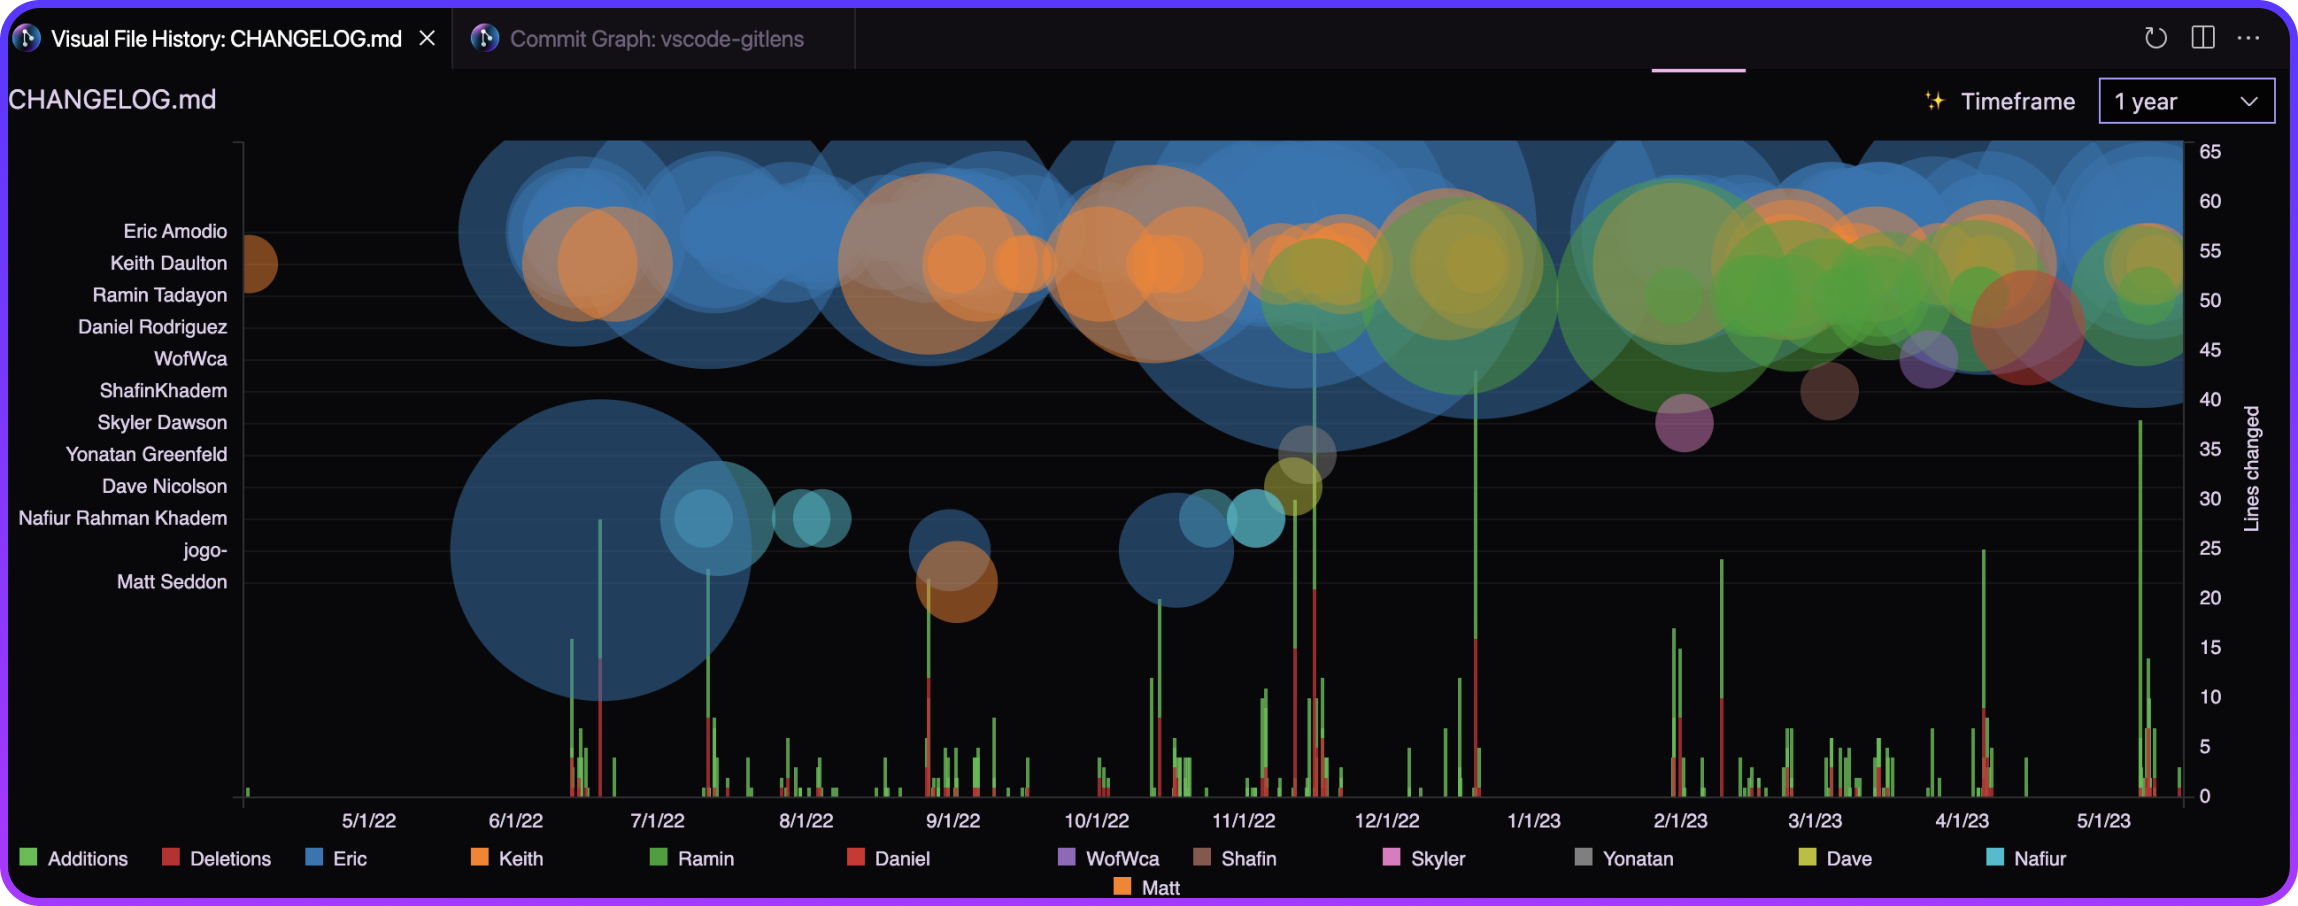 Visual File History: CHANGELOG.md
Commit Graph: vscode-gitlens
CHANGELOG.md
Timeframe
1 year
Eric Amodio
Keith Daulton
Ramin Tadayon
Daniel Rodriguez
WofWca
ShafinKhadem
Skyler Dawson
Yonatan Greenfeld
Dave Nicolson
Nafiur Rahman Khadem
jogo-
Matt Seddon
65
60
55
50
45
40
35
30
25
20
15
10
5
0
Lines changed
5/1/22 6/1/22 7/1/22 8/1/22 9/1/22 10/1/22 11/1/22 12/1/22 1/1/23 2/1/23 3/1/23 4/1/23 5/1/23
Additions Deletions Eric Keith Ramin Daniel WofWca Shafin Skyler Yonatan Dave Nafiur
Matt